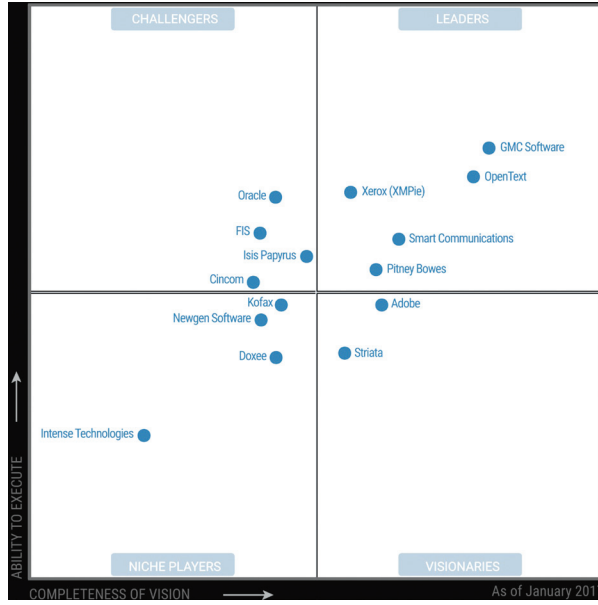 CHALLENGERS
LEADERS
GMC Software
OpenText
Xerox (XMPie)
Oracle
FIS
Smart Communications
Isis Papyrus
Pitney Bowes
Cincom
Kofax
Adobe
Newgen Software
Doxee
Striata
Intense Technologies
ABILITY TO EXECUTE
NICHE PLAYERS
VISIONARIES
COMPLETENESS OF VISION
As of January 201